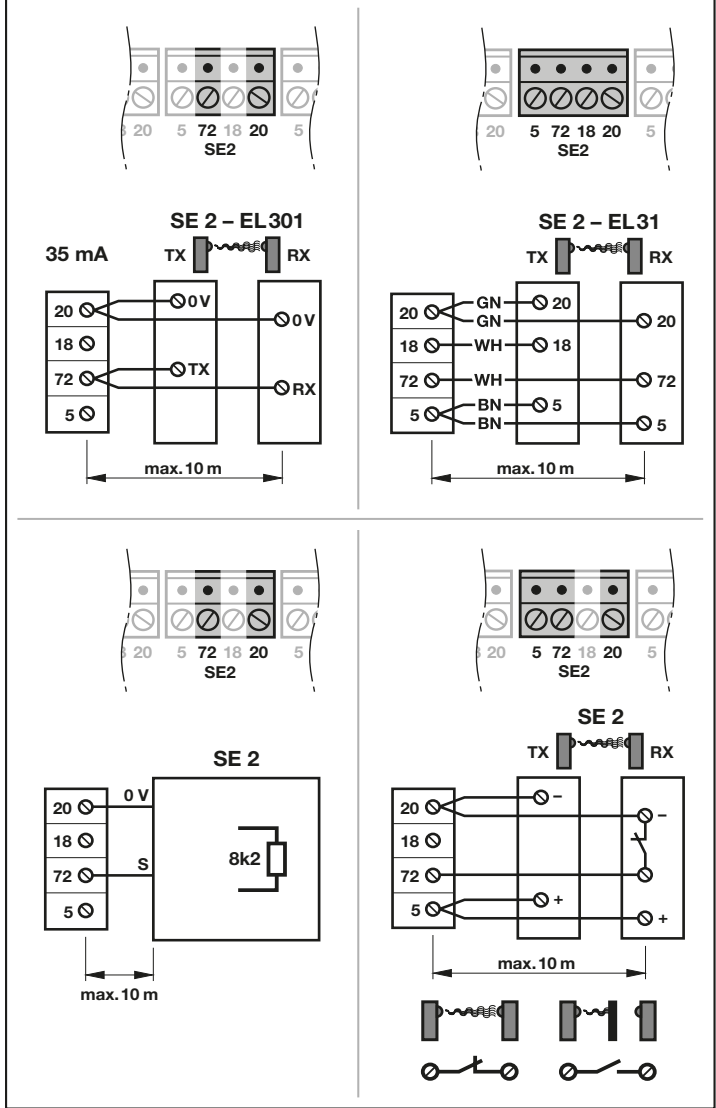 20 5 72 18 20 5
SE2
SE 2 – EL301
35 mA TX RX
20 0 V
0 V
18
72 TX
RX
5
max. 10 m
20 5 72 18 20 5
SE2
SE 2 – EL31
TX RX
20 GN 20
GN 20
18 WH 18
72 WH 72
5 BN 5
BN 5
max. 10 m
20 5 72 18 20 5
SE2
SE 2
20 0 V
18
8k2
72 S
5
max. 10 m
20 5 72 18 20 5
SE2
SE 2
TX RX
20 –
–
18
72
5 +
+
max. 10 m